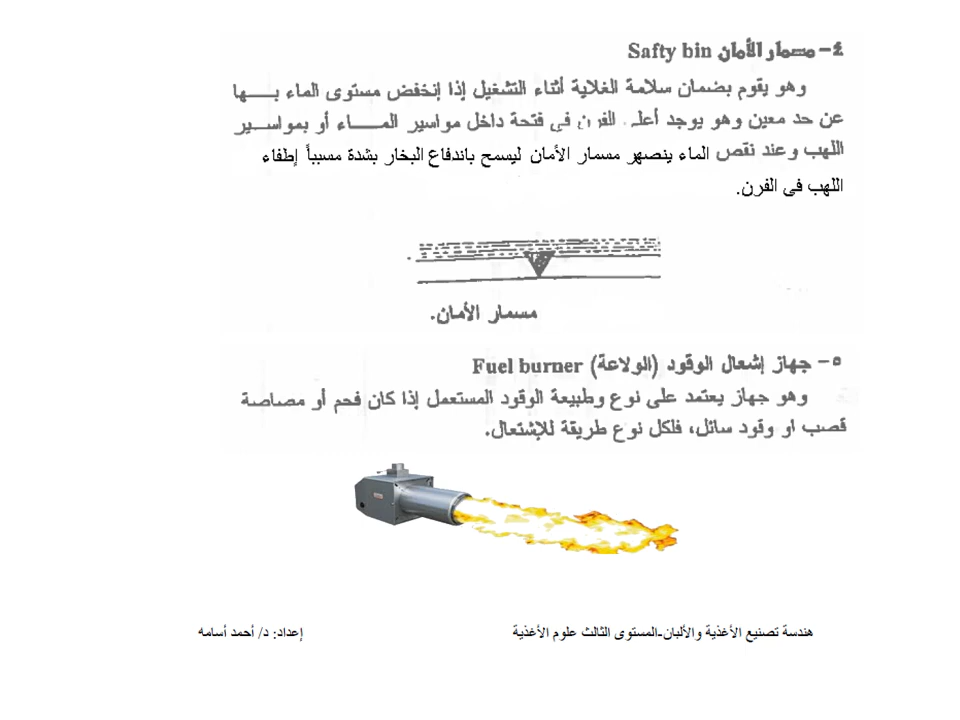 ٤- مسمار الأمان Safty bin
وهو يقوم بضمان سلامة الغلاية أثناء التشغيل إذا إنخفض مستوى الماء بـــها
عن حد معين وهو يوجد أعلى الفرن فى فتحة داخل مواسير المـــاء أو بمواسـير
اللهب وعند نقص الماء ينصهر مسمار الأمان ليسمح باندفاع البخار بشدة مسبباً إطفاء
اللهب فى الفرن.
مسمار الأمان.
٥- جهاز إشعال الوقود (الولاعة) Fuel burner
وهو جهاز يعتمد على نوع وطبيعة الوقود المستعمل إذا كان فحم أو مصاصة
قصب او وقود سائل، فلكل نوع طريقة للإشتعال.
هندسة تصنيع الأغذية والألبان-المستوى الثالث علوم الأغذية
إعداد: د/ أحمد أسامه